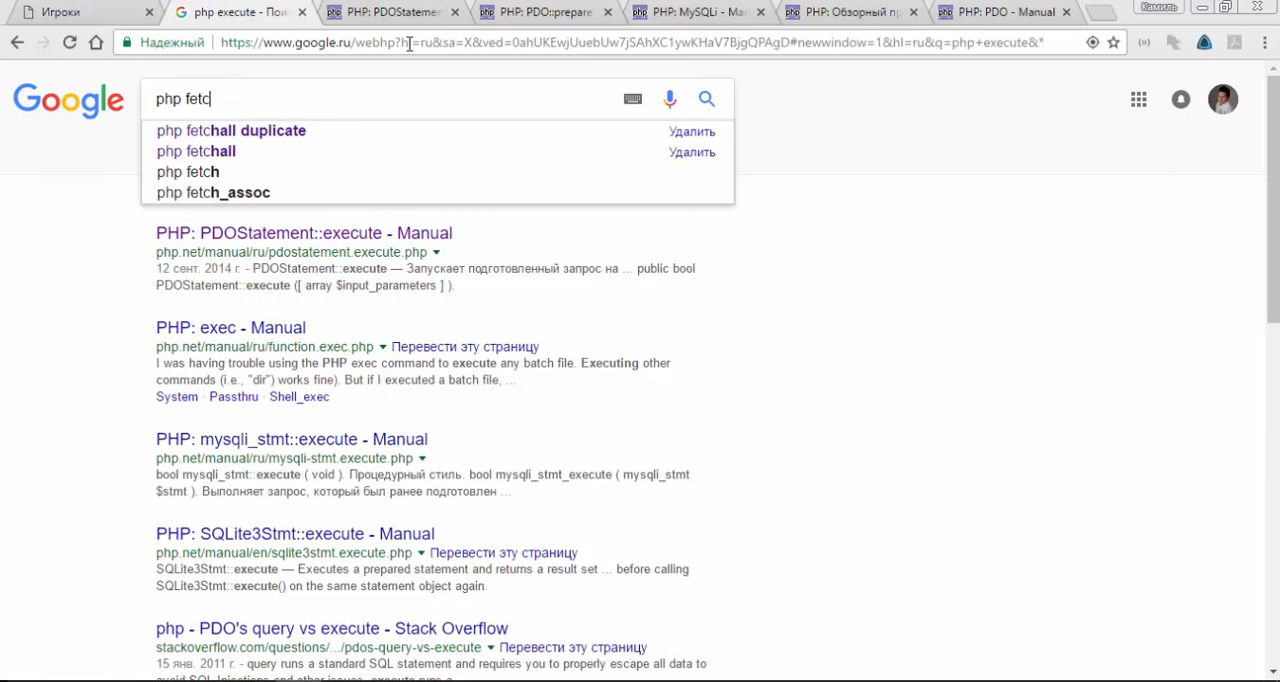 Игроки
php execute - Пои
PHP: PDOStatemen
PHP: PDO::prepare
PHP: MySQLi - Ma
PHP: Обзорный пр
PHP: PDO - Manual
Камиль
Надежный
https://www.google.ru/webhp?hl=ru&sa=X&ved=0ahUKEwjUuebUw7jSAhXC1ywKHaV7BjgQPAgD#newwindow=1&hl=ru&q=php+execute&*
Google
php fetc
php fetchall duplicate Удалить
php fetchall Удалить
php fetch
php fetch_assoc
PHP: PDOStatement::execute - Manual
php.net/manual/ru/pdostatement.execute.php
12 сент. 2014 г. - PDOStatement::execute — Запускает подготовленный запрос на ... public bool
PDOStatement::execute ([ array $input_parameters ] ).
PHP: exec - Manual
php.net/manual/ru/function.exec.php Перевести эту страницу
I was having trouble using the PHP exec command to execute any batch file. Executing other
commands (i.e., "dir") works fine). But if I executed a batch file, ...
System · Passthru · Shell_exec
PHP: mysqli_stmt::execute - Manual
php.net/manual/ru/mysqli-stmt.execute.php
bool mysqli_stmt::execute ( void ). Процедурный стиль. bool mysqli_stmt_execute ( mysqli_stmt
$stmt ). Выполняет запрос, который был ранее подготовлен ...
PHP: SQLite3Stmt::execute - Manual
php.net/manual/en/sqlite3stmt.execute.php Перевести эту страницу
SQLite3Stmt::execute — Executes a prepared statement and returns a result set ... before calling
SQLite3Stmt::execute() on the same statement object again.
php - PDO's query vs execute - Stack Overflow
stackoverflow.com/questions/.../pdos-query-vs-execute Перевести эту страницу
15 янв. 2011 г. - query runs a standard SQL statement and requires you to properly escape all data to
avoid SQL Injections and other issues. execute runs a